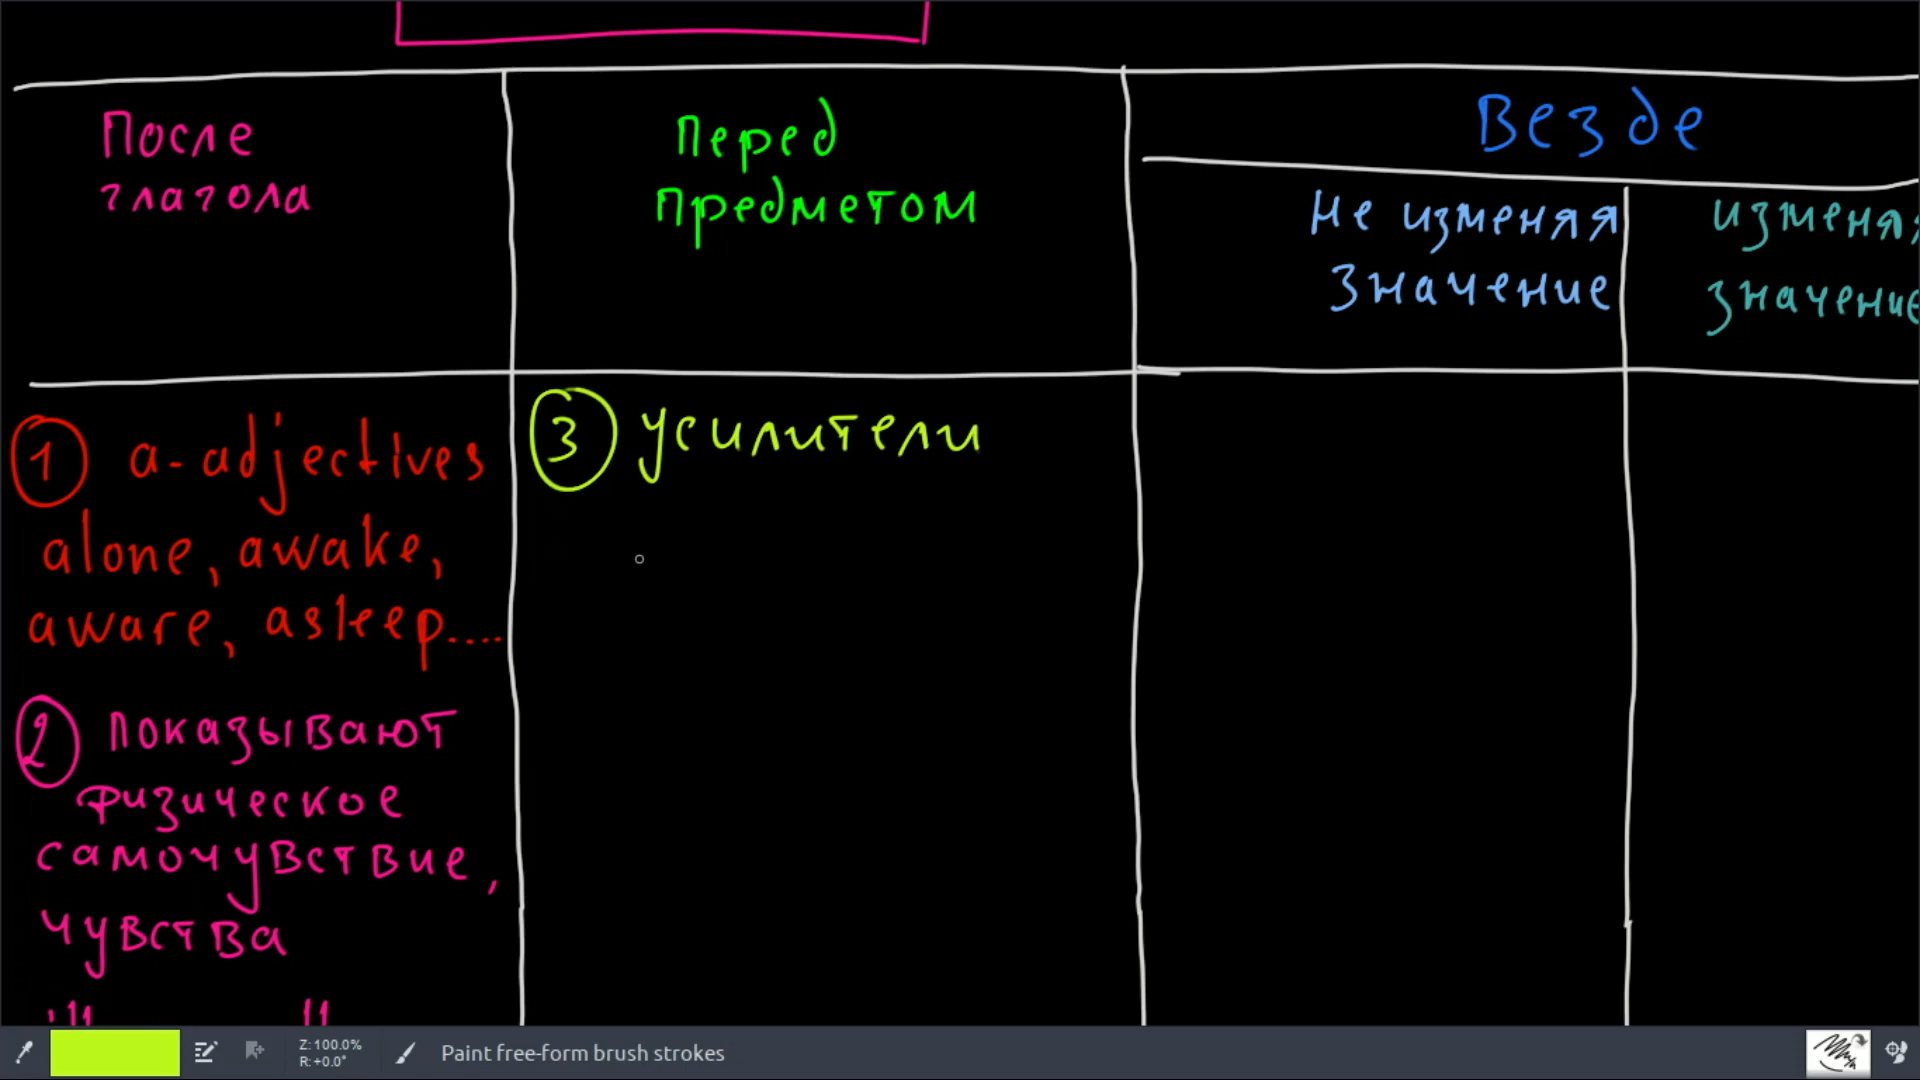 После
глагола
Перед
предметом
Везде
Не изменяя
значение
изменяя
значение
1 a-adjectives
alone, awake,
aware, asleep....
2 показывают
физическое
самочувствие,
чувства
3 усилители
Z: 100.0%
R: +0.0°
Paint free-form brush strokes